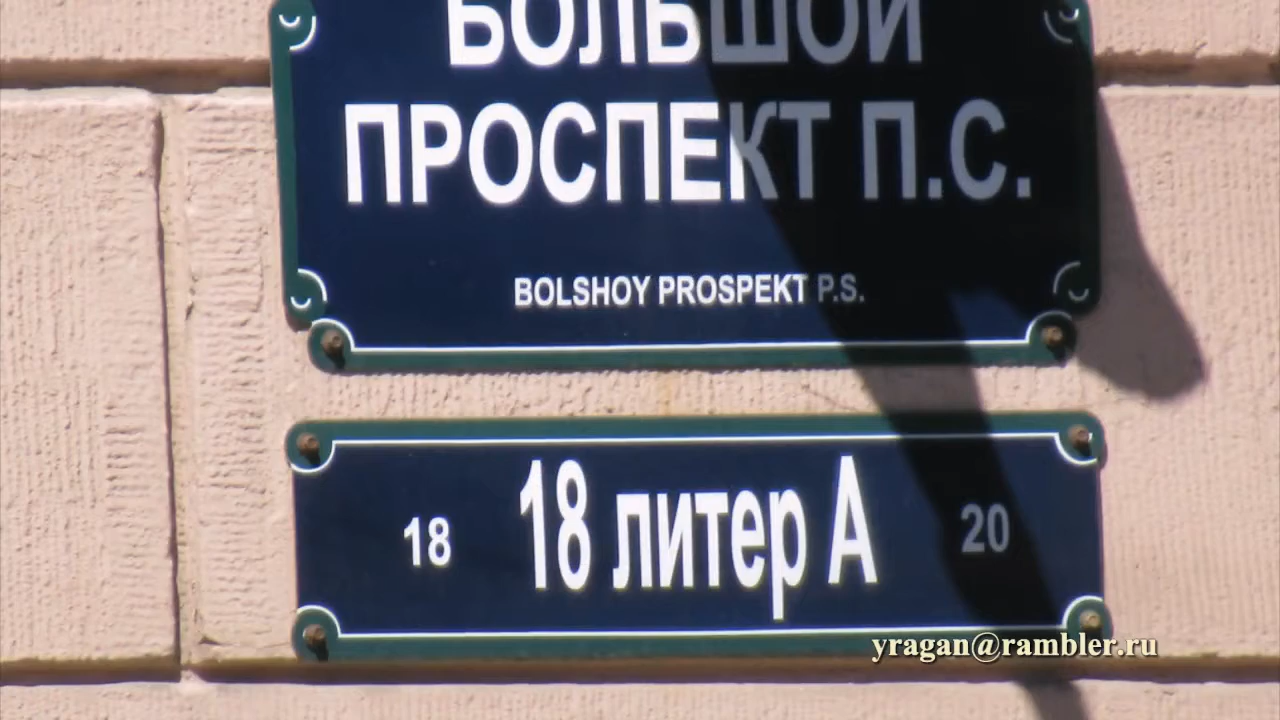 БОЛЬШОЙ
ПРОСПЕКТ П.С.
BOLSHOY PROSPEKT P.S.
18 18 литер А 20
yragan@rambler.ru